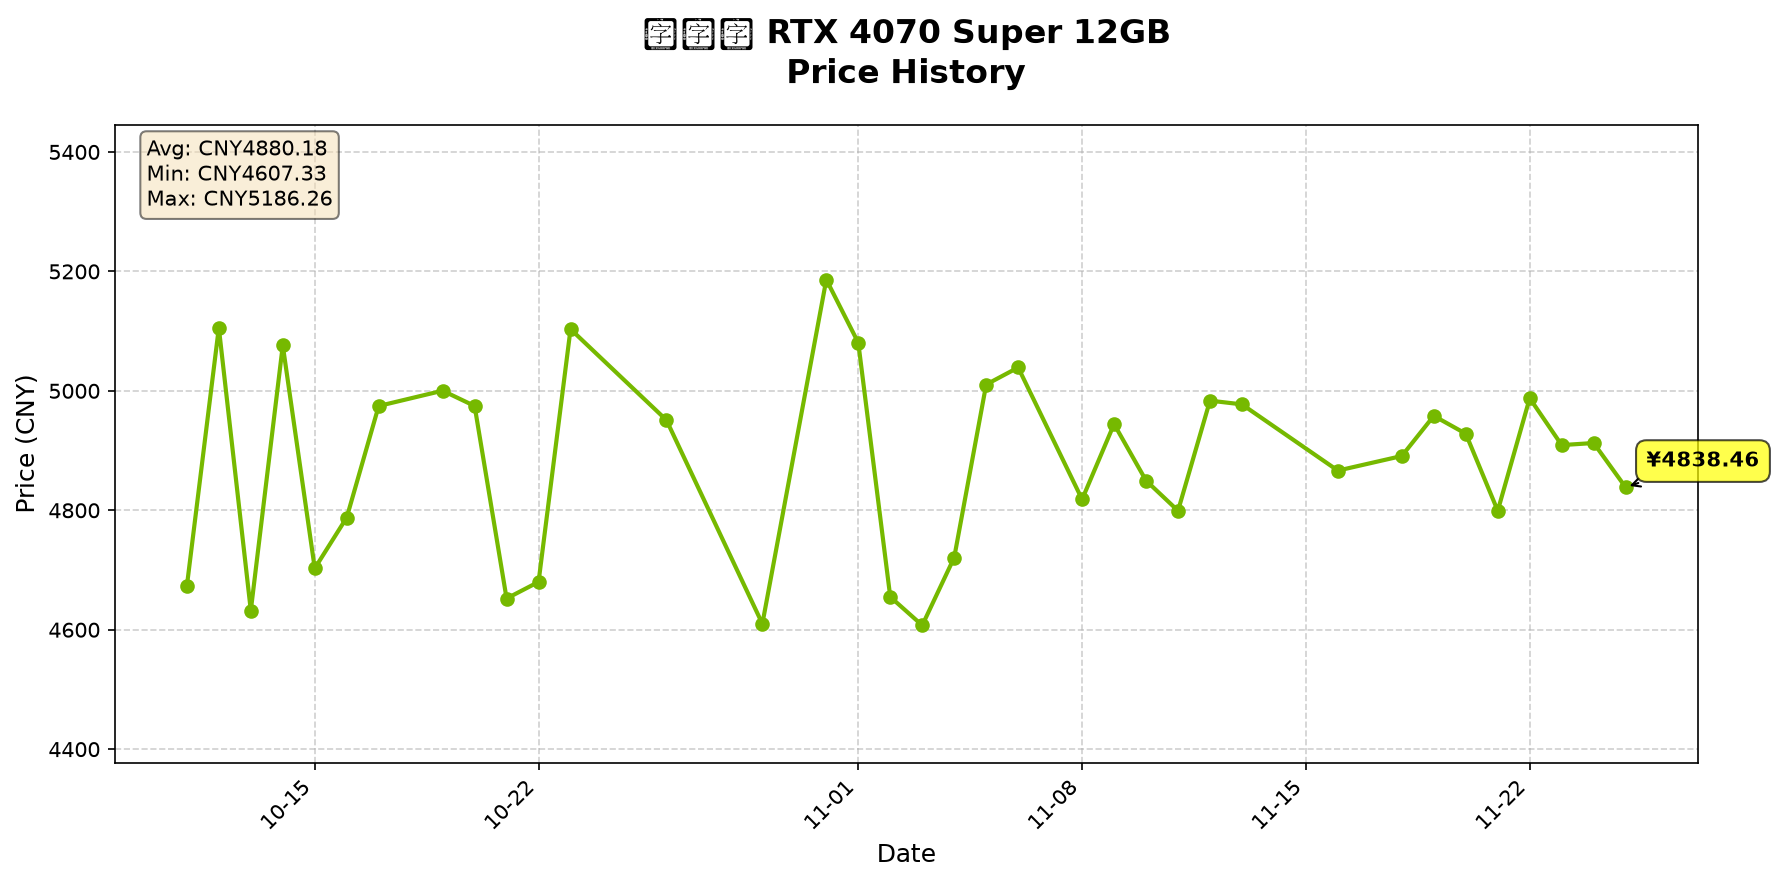 RTX 4070 Super 12GB
Price History
Avg: CNY4880.18
Min: CNY4607.33
Max: CNY5186.26
Price (CNY)
5400
5200
5000
4800
4600
4400
¥4838.46
10-15
10-22
11-01
11-08
11-15
11-22
Date